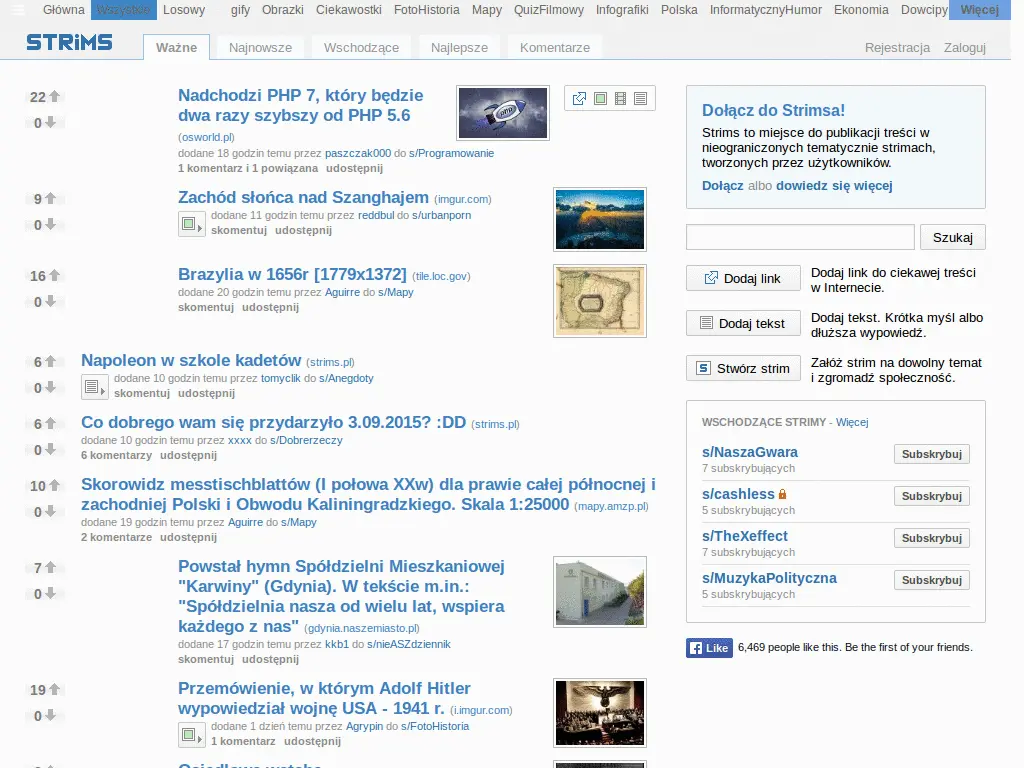 Główna Wszystkie Losowy gify Obrazki Ciekawostki FotoHistoria Mapy QuizFilmowy Infografiki Polska InformatycznyHumor Ekonomia Dowcipy Więcej
STRiMS
Ważne Najnowsze Wschodzące Najlepsze Komentarze Rejestracja Zaloguj
22
0
Nadchodzi PHP 7, który będzie
dwa razy szybszy od PHP 5.6
(osworld.pl)
dodane 18 godzin temu przez paszczak000 do s/Programowanie
1 komentarz i 1 powiązana udostępnij
php
9
0
Zachód słońca nad Szanghajem (imgur.com)
dodane 11 godzin temu przez reddbul do s/urbanporn
skomentuj udostępnij
16
0
Brazylia w 1656r [1779x1372] (tile.loc.gov)
dodane 20 godzin temu przez Aguirre do s/Mapy
skomentuj udostępnij
6
0
Napoleon w szkole kadetów (strims.pl)
dodane 10 godzin temu przez tomyclik do s/Anegdoty
skomentuj udostępnij
6
0
Co dobrego wam się przydarzyło 3.09.2015? :DD (strims.pl)
dodane 10 godzin temu przez xxxx do s/Dobrerzeczy
6 komentarzy udostępnij
10
0
Skorowidz messtischblattów (I połowa XXw) dla prawie całej północnej i
zachodniej Polski i Obwodu Kaliningradzkiego. Skala 1:25000 (mapy.amzp.pl)
dodane 19 godzin temu przez Aguirre do s/Mapy
2 komentarze udostępnij
7
0
Powstał hymn Spółdzielni Mieszkaniowej
"Karwiny" (Gdynia). W tekście m.in.:
"Spółdzielnia nasza od wielu lat, wspiera
każdego z nas" (gdynia.naszemiasto.pl)
dodane 17 godzin temu przez kkb1 do s/nieASZdziennik
skomentuj udostępnij
19
0
Przemówienie, w którym Adolf Hitler
wypowiedział wojnę USA - 1941 r. (i.imgur.com)
dodane 1 dzień temu przez Agrypin do s/FotoHistoria
1 komentarz udostępnij
Dołącz do Strimsa!
Strims to miejsce do publikacji treści w
nieograniczonych tematycznie strimach,
tworzonych przez użytkowników.
Dołącz albo dowiedz się więcej
Szukaj
Dodaj link
Dodaj link do ciekawej treści
w Internecie.
Dodaj tekst
Dodaj tekst. Krótka myśl albo
dłuższa wypowiedź.
Stwórz strim
Załóż strim na dowolny temat
i zgromadź społeczność.
WSCHODZĄCE STRIMY - Więcej
s/NaszaGwara Subskrybuj
7 subskrybujących
s/cashless Subskrybuj
5 subskrybujących
s/TheXeffect Subskrybuj
7 subskrybujących
s/MuzykaPolityczna Subskrybuj
5 subskrybujących
Like 6,469 people like this. Be the first of your friends.